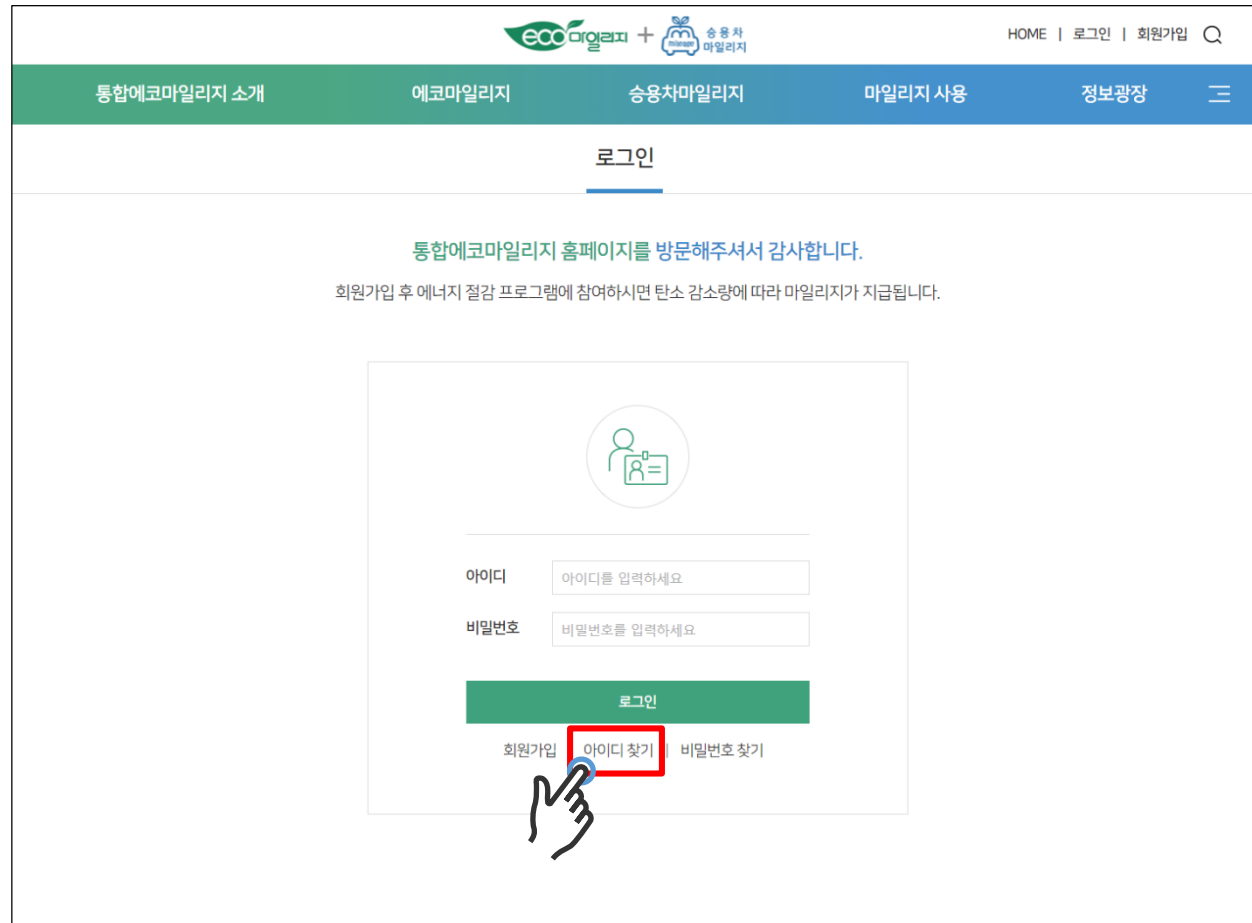 eco마일리지 + mileage 승용차
마일리지
HOME | 로그인 | 회원가입
통합에코마일리지 소개 에코마일리지 승용차마일리지 마일리지 사용 정보광장
로그인
통합에코마일리지 홈페이지를 방문해주셔서 감사합니다.
회원가입 후 에너지 절감 프로그램에 참여하시면 탄소 감소량에 따라 마일리지가 지급됩니다.
아이디 아이디를 입력하세요
비밀번호 비밀번호를 입력하세요
로그인
회원가입 아이디 찾기 | 비밀번호 찾기